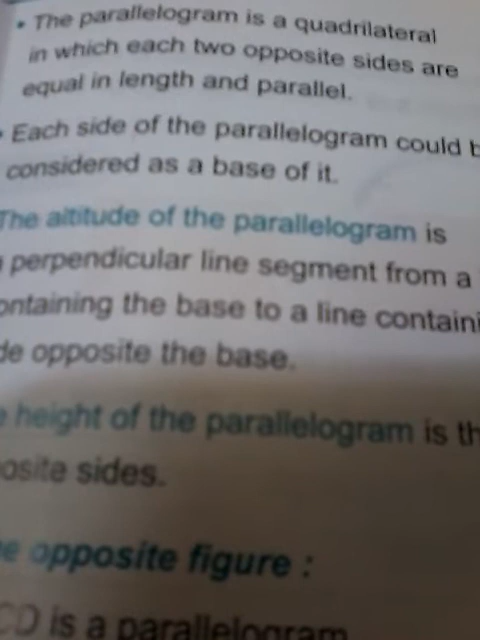 • The parallelogram is a quadrilateral
in which each two opposite sides are
equal in length and parallel.
• Each side of the parallelogram could b
considered as a base of it.
The altitude of the parallelogram is
perpendicular line segment from a
ontaining the base to a line containi
de opposite the base.
e height of the parallelogram is th
osite sides.
e opposite figure :
CD is a parallelogram